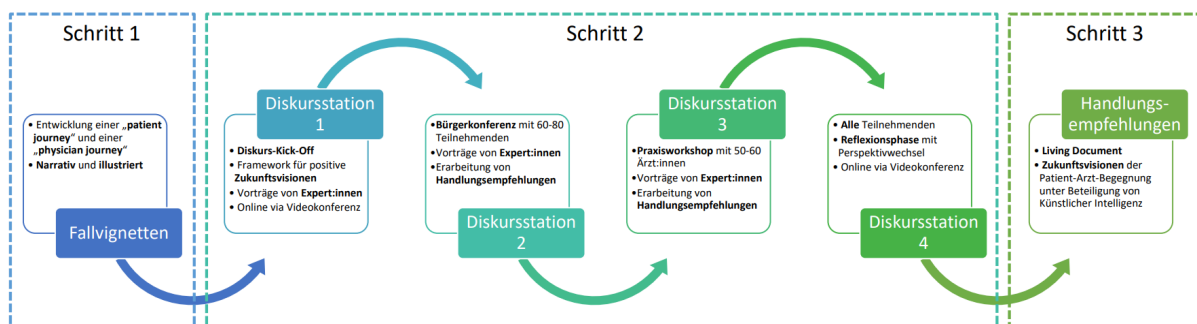 Schritt 1
• Entwicklung einer „patient
journey“ und einer
„physician journey“
• Narrativ und illustriert
Fallvignetten
Schritt 2
Diskursstation
1
• Diskurs-Kick-Off
• Framework für positive
Zukunftsvisionen
• Vorträge von Expert:innen
• Online via Videokonferenz
• Bürgerkonferenz mit 60-80
Teilnehmenden
• Vorträge von Expert:innen
• Erarbeitung von
Handlungsempfehlungen
Diskursstation
2
Diskursstation
3
• Praxisworkshop mit 50-60
Ärzt:innen
• Vorträge von Expert:innen
• Erarbeitung von
Handlungsempfehlungen
• Alle Teilnehmenden
• Reflexionsphase mit
Perspektivwechsel
• Online via Videokonferenz
Diskursstation
4
Schritt 3
Handlungs-
empfehlungen
• Living Document
• Zukunftsvisionen der
Patient-Arzt-Begegnung
unter Beteiligung von
Künstlicher Intelligenz